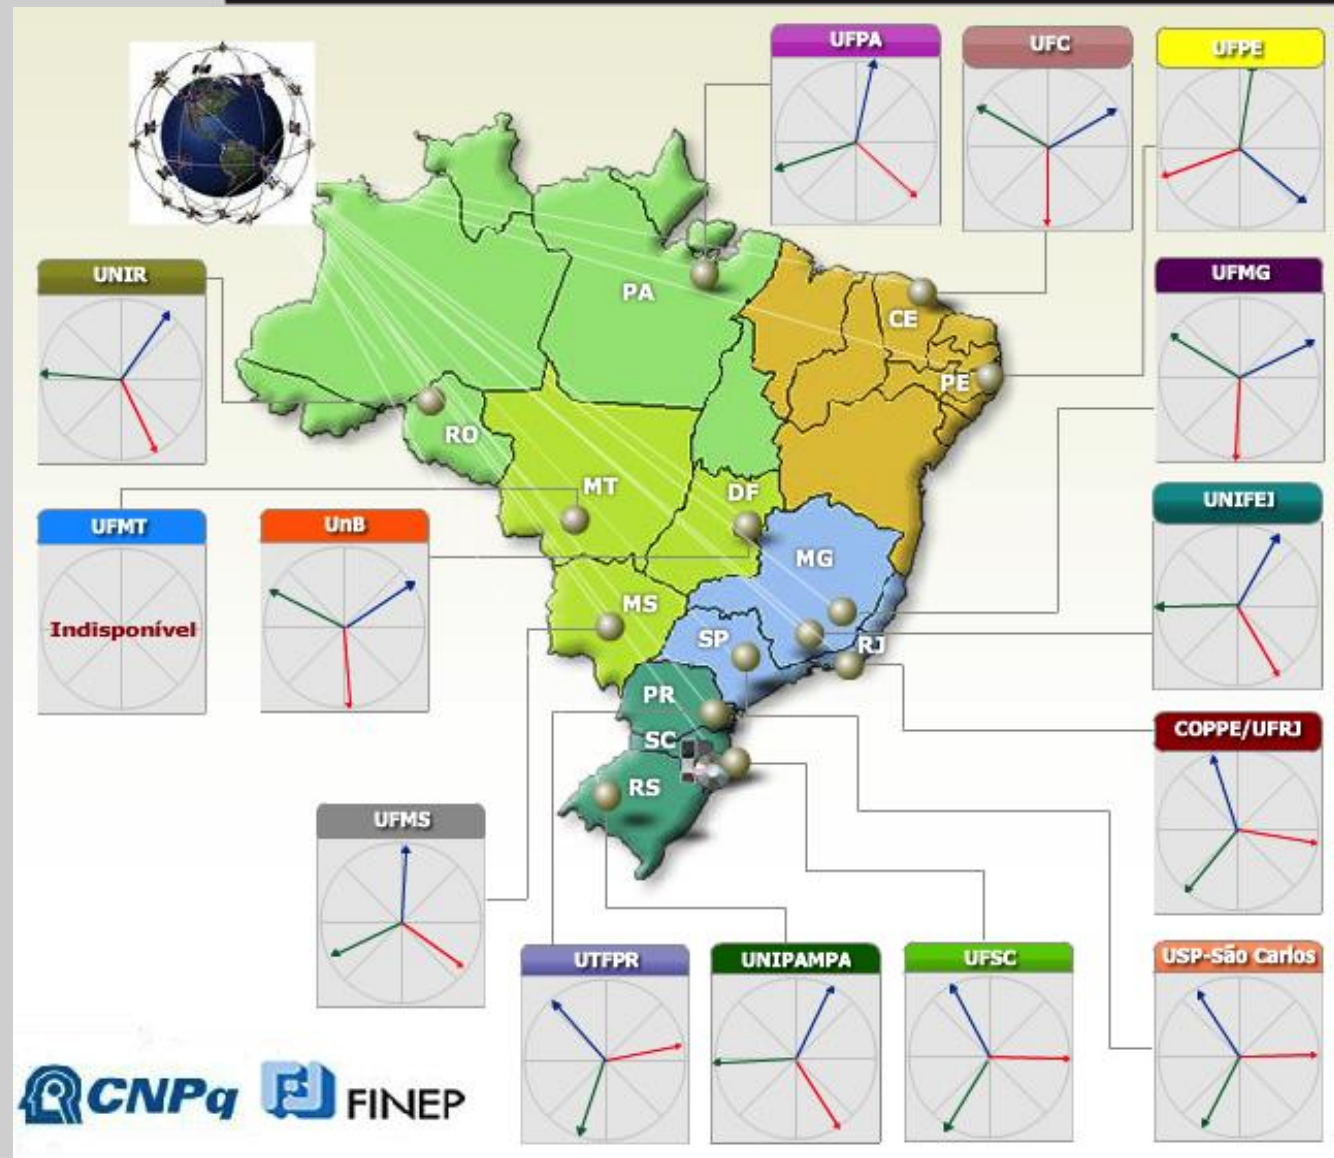 UFPA
UFC
UFPE
UNIR
UFMG
PA
CE
PE
RO
MT
DF
UFMT
UnB
UNIFEJ
MG
Indisponível
MS
SP
RJ
PR
COPPE/UFRJ
SC
RS
UFMS
UTFPR
UNIPAMPA
UFSC
USP-São Carlos
CNPq
FINEP